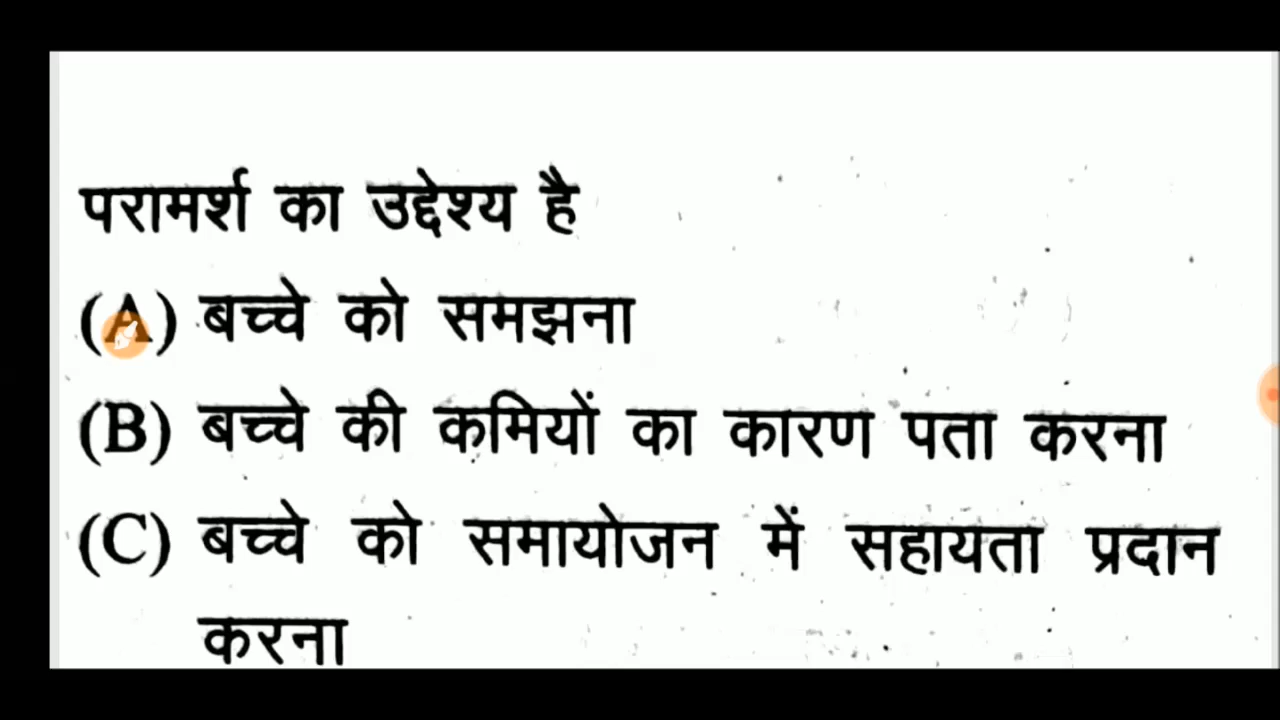 परामर्श का उद्देश्य है
(A) बच्चे को समझना
(B) बच्चे की कमियों का कारण पता करना
(C) बच्चे को समायोजन में सहायता प्रदान
करना